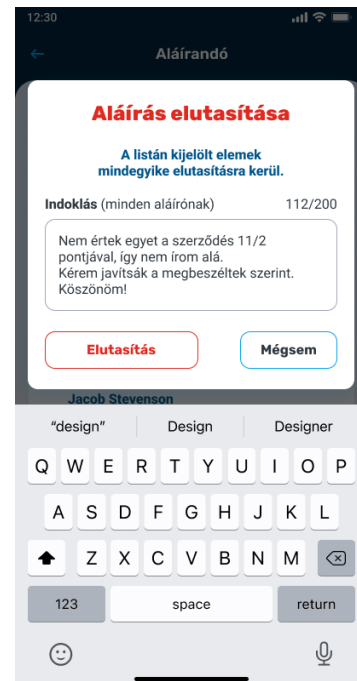 12:30
Aláírandó
Aláírás elutasítása
A listán kijelölt elemek
mindegyike elutasításra kerül.
Indoklás (minden aláírónak) 112/200
Nem értek egyet a szerződés 11/2
pontjával, így nem írom alá.
Kérem javítsák a megbeszéltek szerint.
Köszönöm!
Elutasítás Mégsem
Jacob Stevenson
“design” Design Designer
Q W E R T Y U I O P
A S D F G H J K L
Z X C V B N M
123 space return